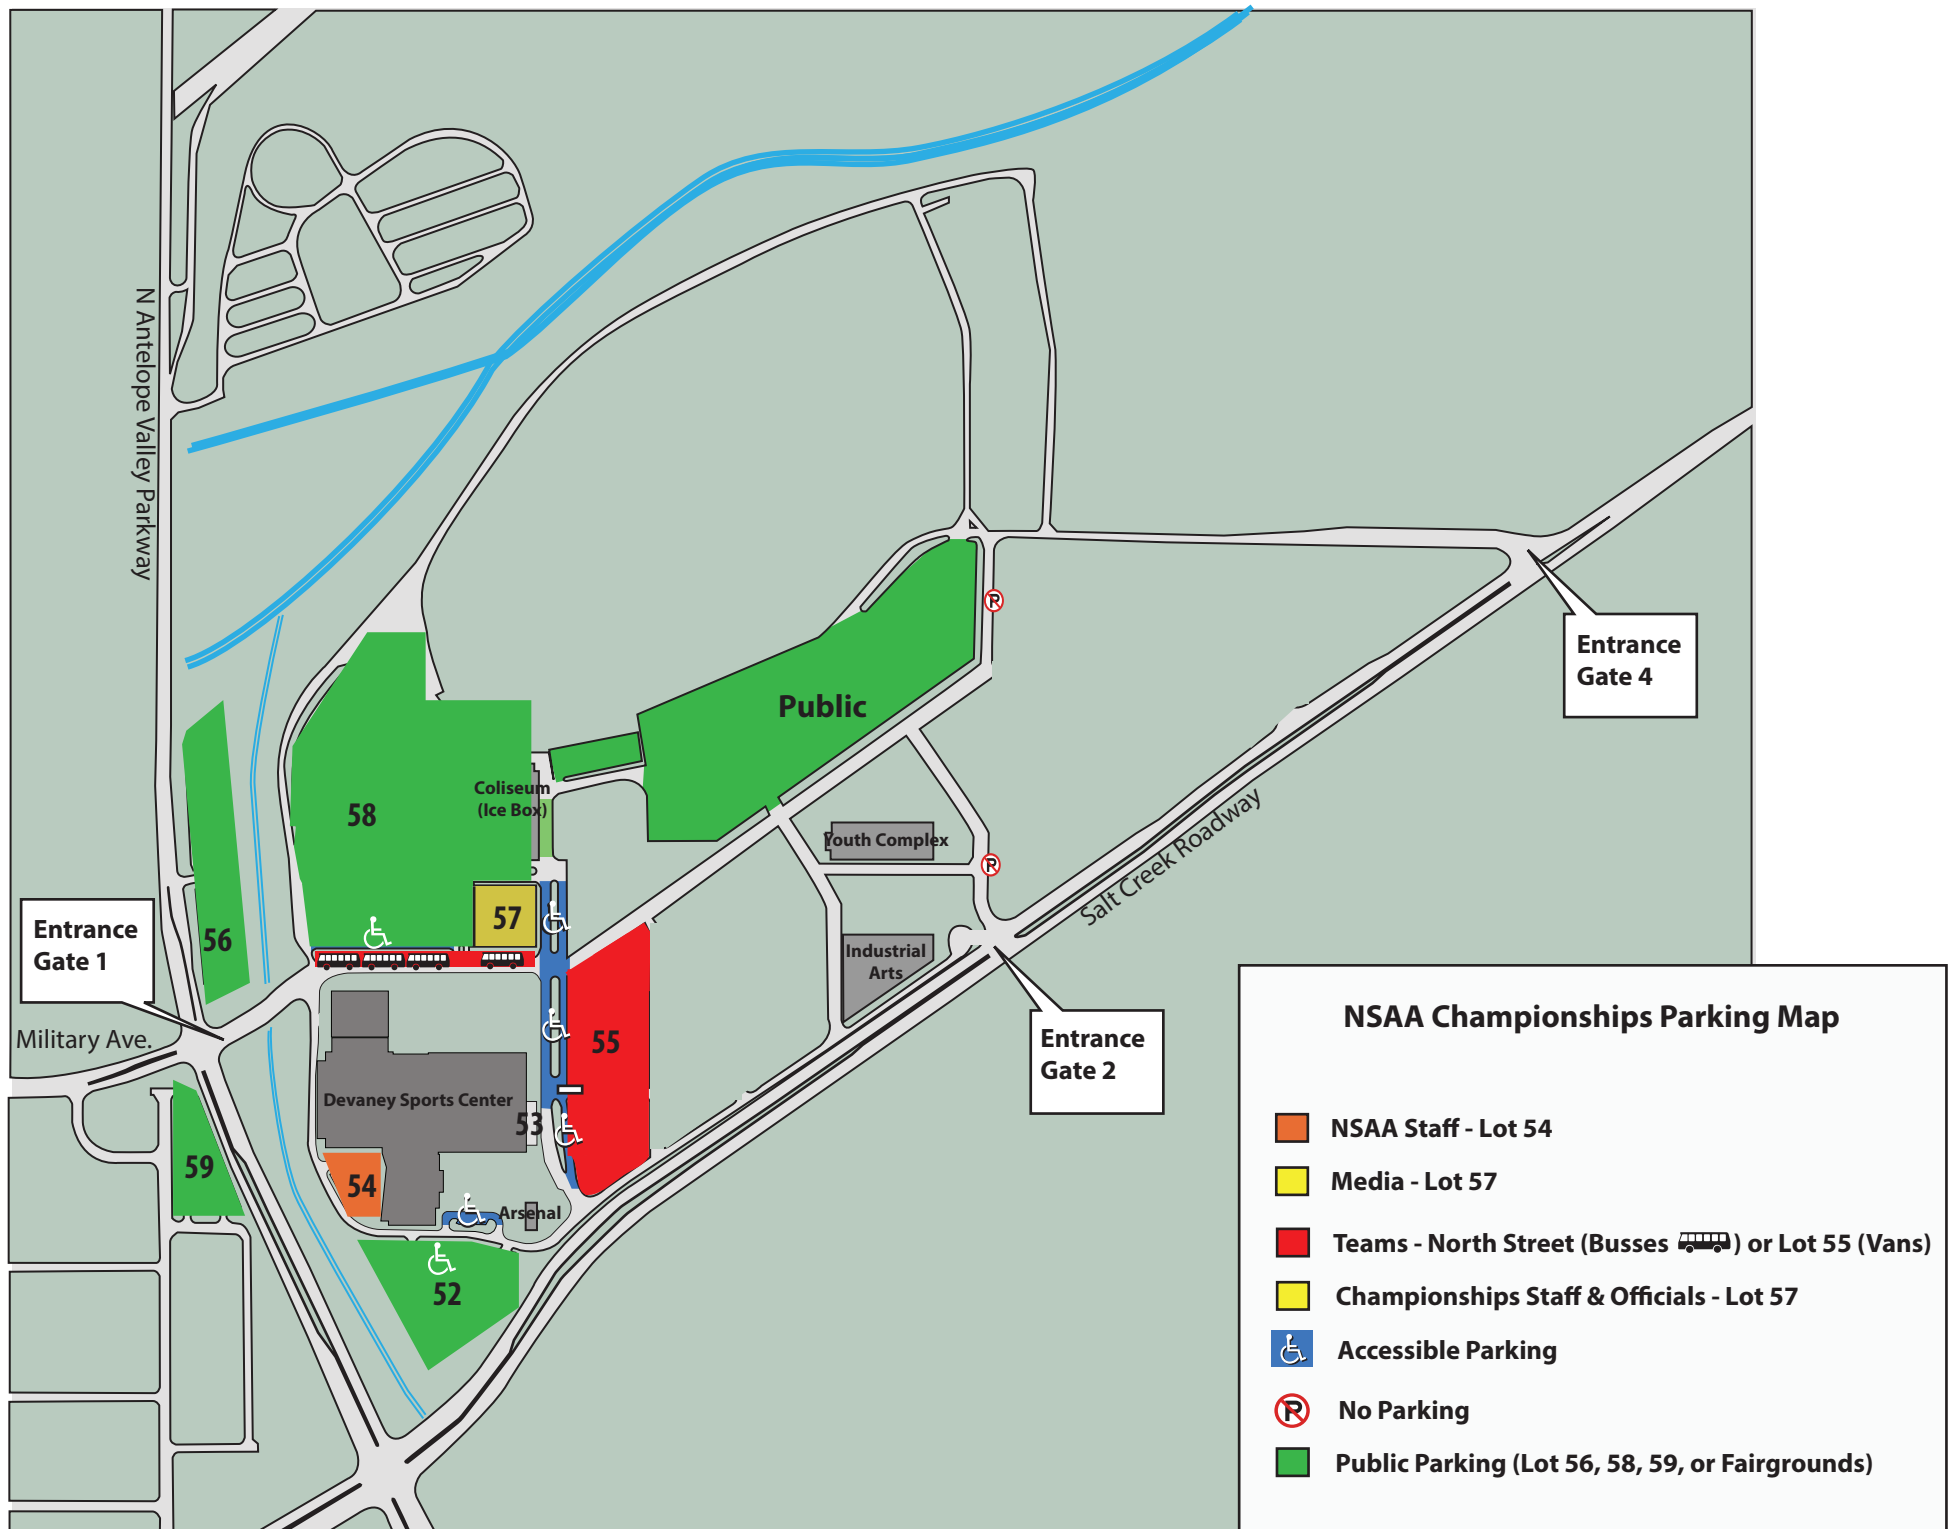 N Antelope Valley Parkway
Public
Entrance
Gate 4
Coliseum
(Ice Box)
58
Youth Complex
Salt Creek Roadway
57
56
Entrance
Gate 1
Industrial
Arts
Military Ave.
55
Entrance
Gate 2
Devaney Sports Center
53
59
54
Arsenal
52
NSAA Championships Parking Map
NSAA Staff - Lot 54
Media - Lot 57
Teams - North Street (Busses ) or Lot 55 (Vans)
Championships Staff & Officials - Lot 57
Accessible Parking
No Parking
Public Parking (Lot 56, 58, 59, or Fairgrounds)